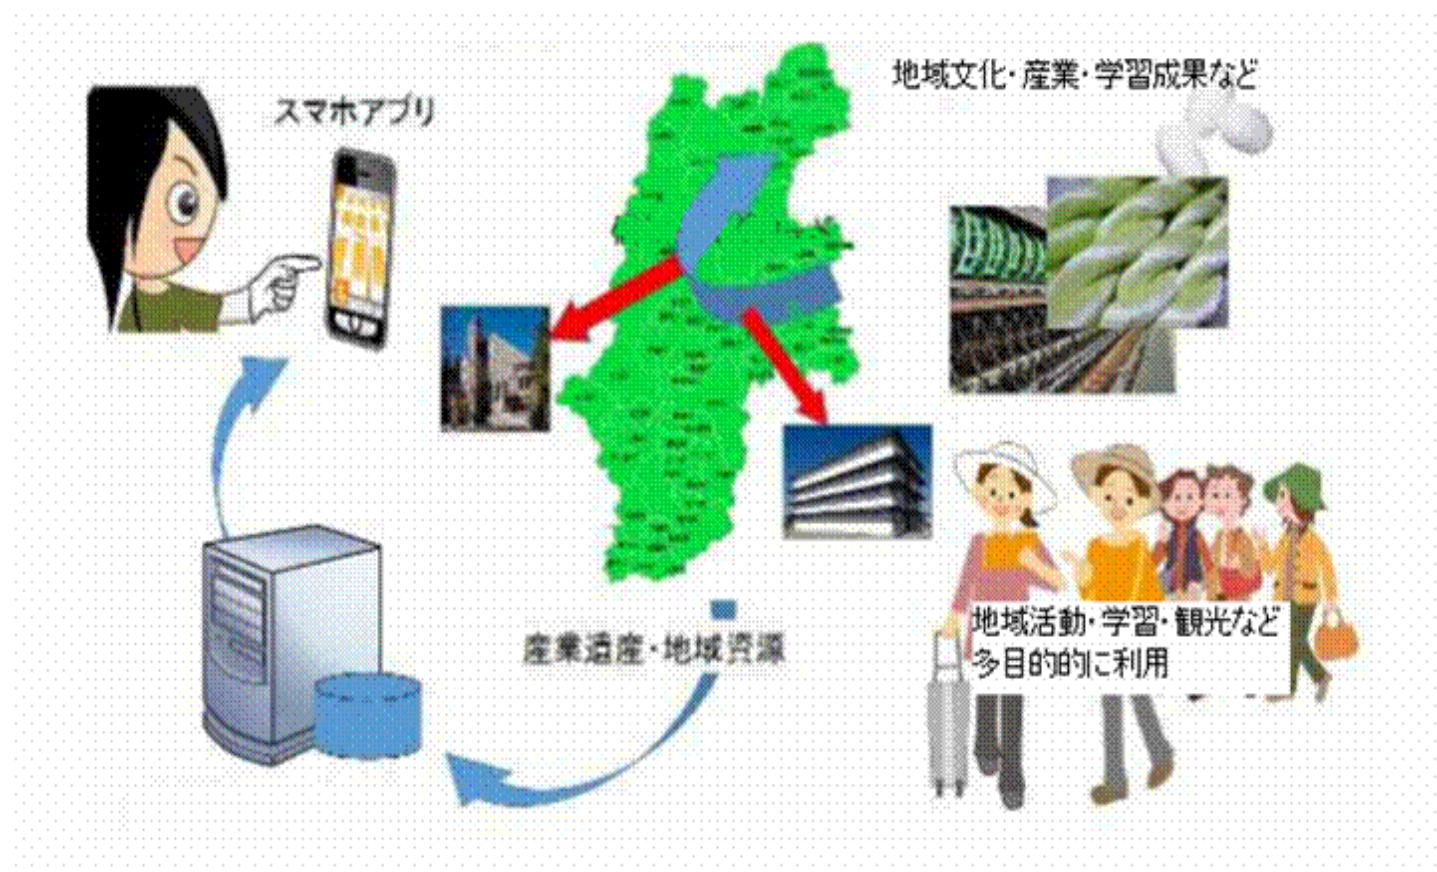 地域文化・産業・学習成果など
スマホアプリ
産業遺産・地域資源
地域活動・学習・観光など
多目的的に利用